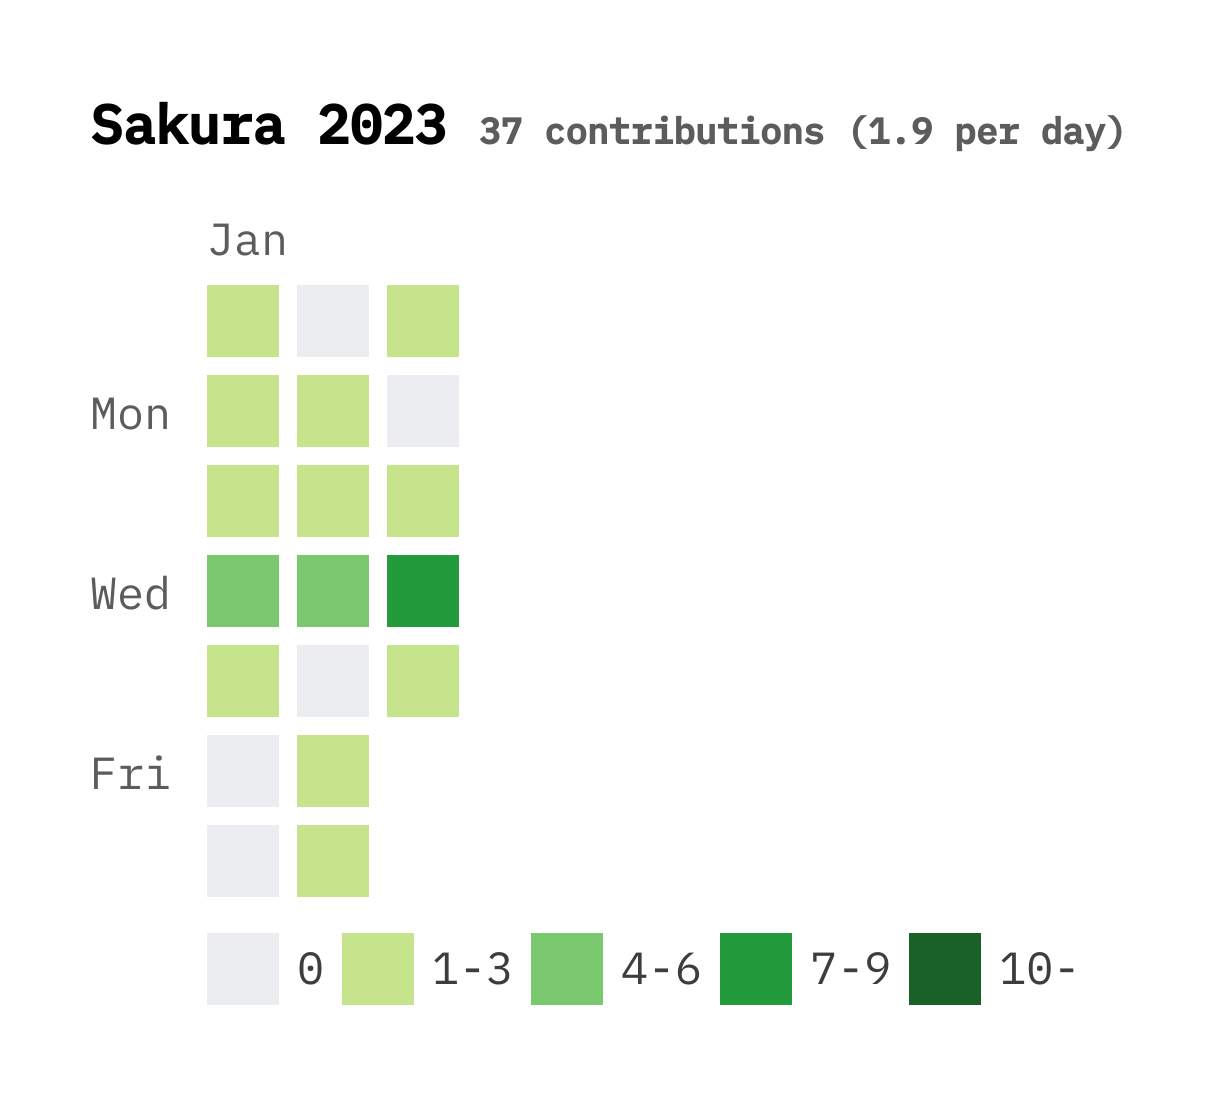 Sakura 2023 37 contributions (1.9 per day)
Jan
Mon
Wed
Fri
0 1-3 4-6 7-9 10-